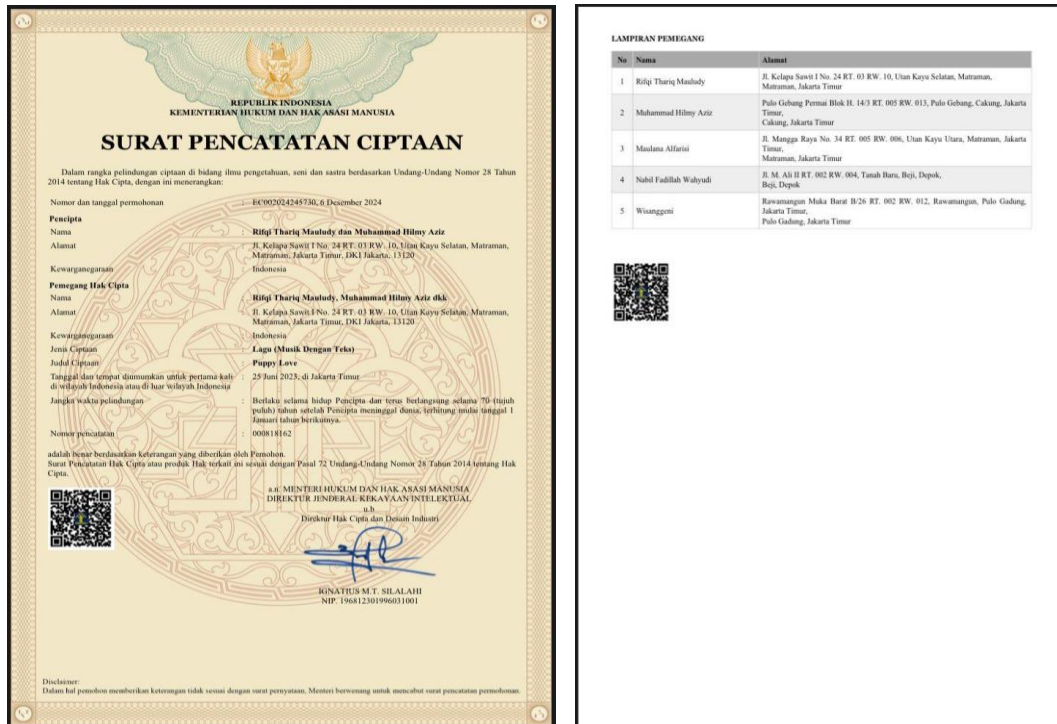 REPUBLIK INDONESIA
KEMENTERIAN HUKUM DAN HAK ASASI MANUSIA
SURAT PENCATATAN CIPTAAN
Dalam rangka pelindungan ciptaan di bidang ilmu pengetahuan, seni dan sastra berdasarkan Undang-Undang Nomor 28 Tahun
2014 tentang Hak Cipta, dengan ini menerangkan:
Nomor dan tanggal permohonan : EC002024245730, 6 Desember 2024
Pencipta
Nama : Rifqi Thariq Mauludy dan Muhammad Hilmy Aziz
Alamat : Jl. Kelapa Sawit I No. 24 RT. 03 RW. 10, Utan Kayu Selatan, Matraman,
Matraman, Jakarta Timur, DKI Jakarta, 13120
Kewarganegaraan : Indonesia
Pemegang Hak Cipta
Nama : Rifqi Thariq Mauludy, Muhammad Hilmy Aziz dkk
Alamat : Jl. Kelapa Sawit I No. 24 RT. 03 RW. 10, Utan Kayu Selatan, Matraman,
Matraman, Jakarta Timur, DKI Jakarta, 13120
Kewarganegaraan : Indonesia
Jenis Ciptaan : Lagu (Musik Dengan Teks)
Judul Ciptaan : Puppy Love
Tanggal dan tempat diumumkan untuk pertama kali : 25 Juni 2023, di Jakarta Timur
di wilayah Indonesia atau di luar wilayah Indonesia
Jangka waktu pelindungan : Berlaku selama hidup Pencipta dan terus berlangsung selama 70 (tujuh
puluh) tahun setelah Pencipta meninggal dunia, terhitung mulai tanggal 1
Januari tahun berikutnya.
Nomor pencatatan : 000818162
adalah benar berdasarkan keterangan yang diberikan oleh Pemohon.
Surat Pencatatan Hak Cipta atau produk Hak terkait ini sesuai dengan Pasal 72 Undang-Undang Nomor 28 Tahun 2014 tentang Hak
Cipta.
a.n. MENTERI HUKUM DAN HAK ASASI MANUSIA
DIREKTUR JENDERAL KEKAYAAN INTELEKTUAL
u.b
Direktur Hak Cipta dan Desain Industri
IGNATIUS M.T. SILALAHI
NIP. 196812301996031001
Disclaimer:
Dalam hal pemohon memberikan keterangan tidak sesuai dengan surat pernyataan, Menteri berwenang untuk mencabut surat pencatatan permohonan.
LAMPIRAN PEMEGANG
No Nama Alamat
1 Rifqi Thariq Mauludy Jl. Kelapa Sawit I No. 24 RT. 03 RW. 10, Utan Kayu Selatan, Matraman,
Matraman, Jakarta Timur
2 Muhammad Hilmy Aziz Pulo Gebang Permai Blok H. 14/3 RT. 005 RW. 013, Pulo Gebang, Cakung, Jakarta
Timur,
Cakung, Jakarta Timur
3 Maulana Alfarisi Jl. Mangga Raya No. 34 RT. 005 RW. 006, Utan Kayu Utara, Matraman, Jakarta
Timur,
Matraman, Jakarta Timur
4 Nabil Fadillah Wahyudi Jl. M. Ali II RT. 002 RW. 004, Tanah Baru, Beji, Depok,
Beji, Depok
5 Wisanggeni Rawamangun Muka Barat B/26 RT. 002 RW. 012, Rawamangun, Pulo Gadung,
Jakarta Timur,
Pulo Gadung, Jakarta Timur